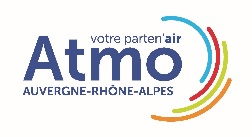 votre parten'air
Atmo
AUVERGNE-RHÔNE-ALPES